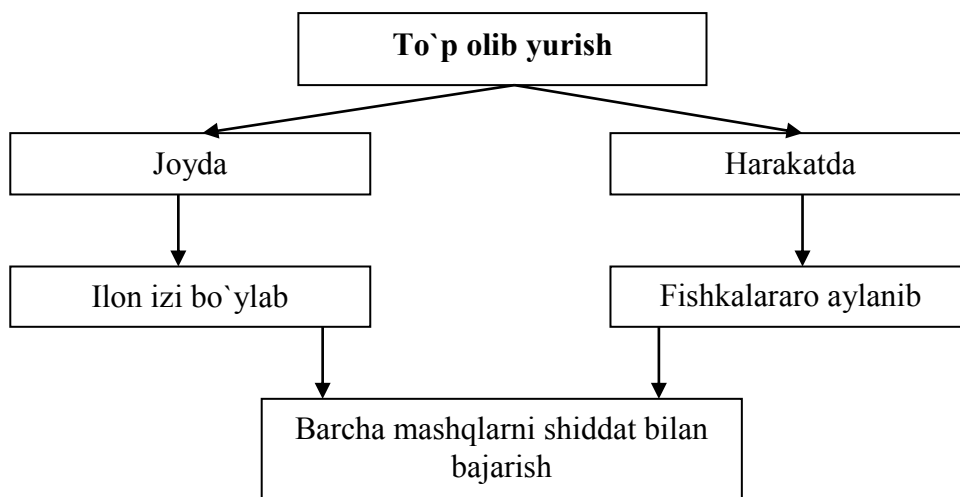 To`p olib yurish
Joyda
Harakatda
Ilon izi bo`ylab
Fishkalararo aylanib
Barcha mashqlarni shiddat bilan
bajarish